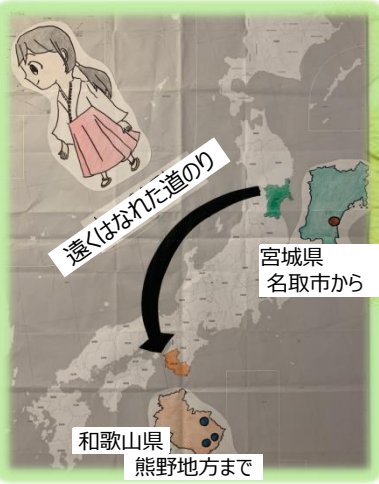 遠くはなれた道のり
宮城県
名取市から
和歌山県
熊野地方まで